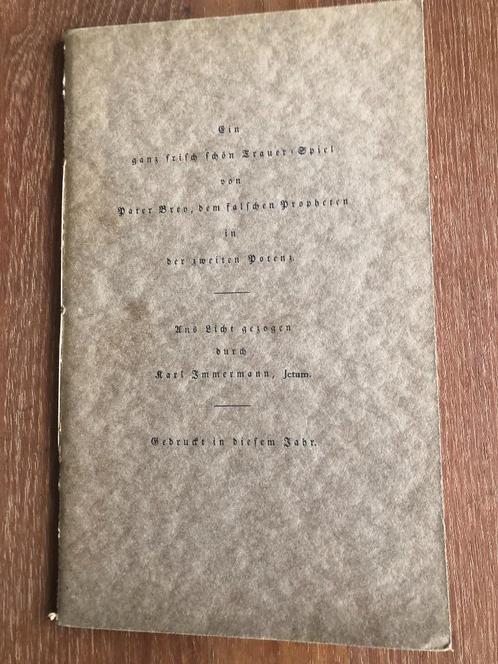 Ein
ganz frisch schön Trauer-Spiel
von
Pater Brey, dem falschen Propheten
in
der zweiten Potenz.
Ans Licht gezogen
durch
Karl Immermann, Jctum.
Gedruckt in diesem Jahr.